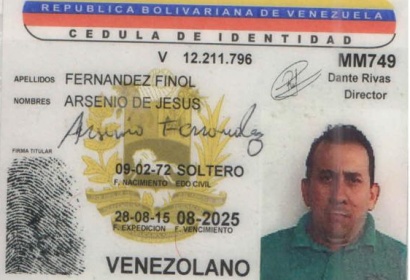 REPUBLICA BOLIVARIANA DE VENEZUELA
CEDULA DE IDENTIDAD
V 12.211.796 MM749
APELLIDOS FERNANDEZ FINOL Dante Rivas
NOMBRES ARSENIO DE JESUS Director
Arsenio Fernandez
FIRMA TITULAR
09-02-72 SOLTERO
F. NACIMIENTO EDO CIVIL
28-08-15 08-2025
F. EXPEDICION F. VENCIMIENTO
VENEZOLANO